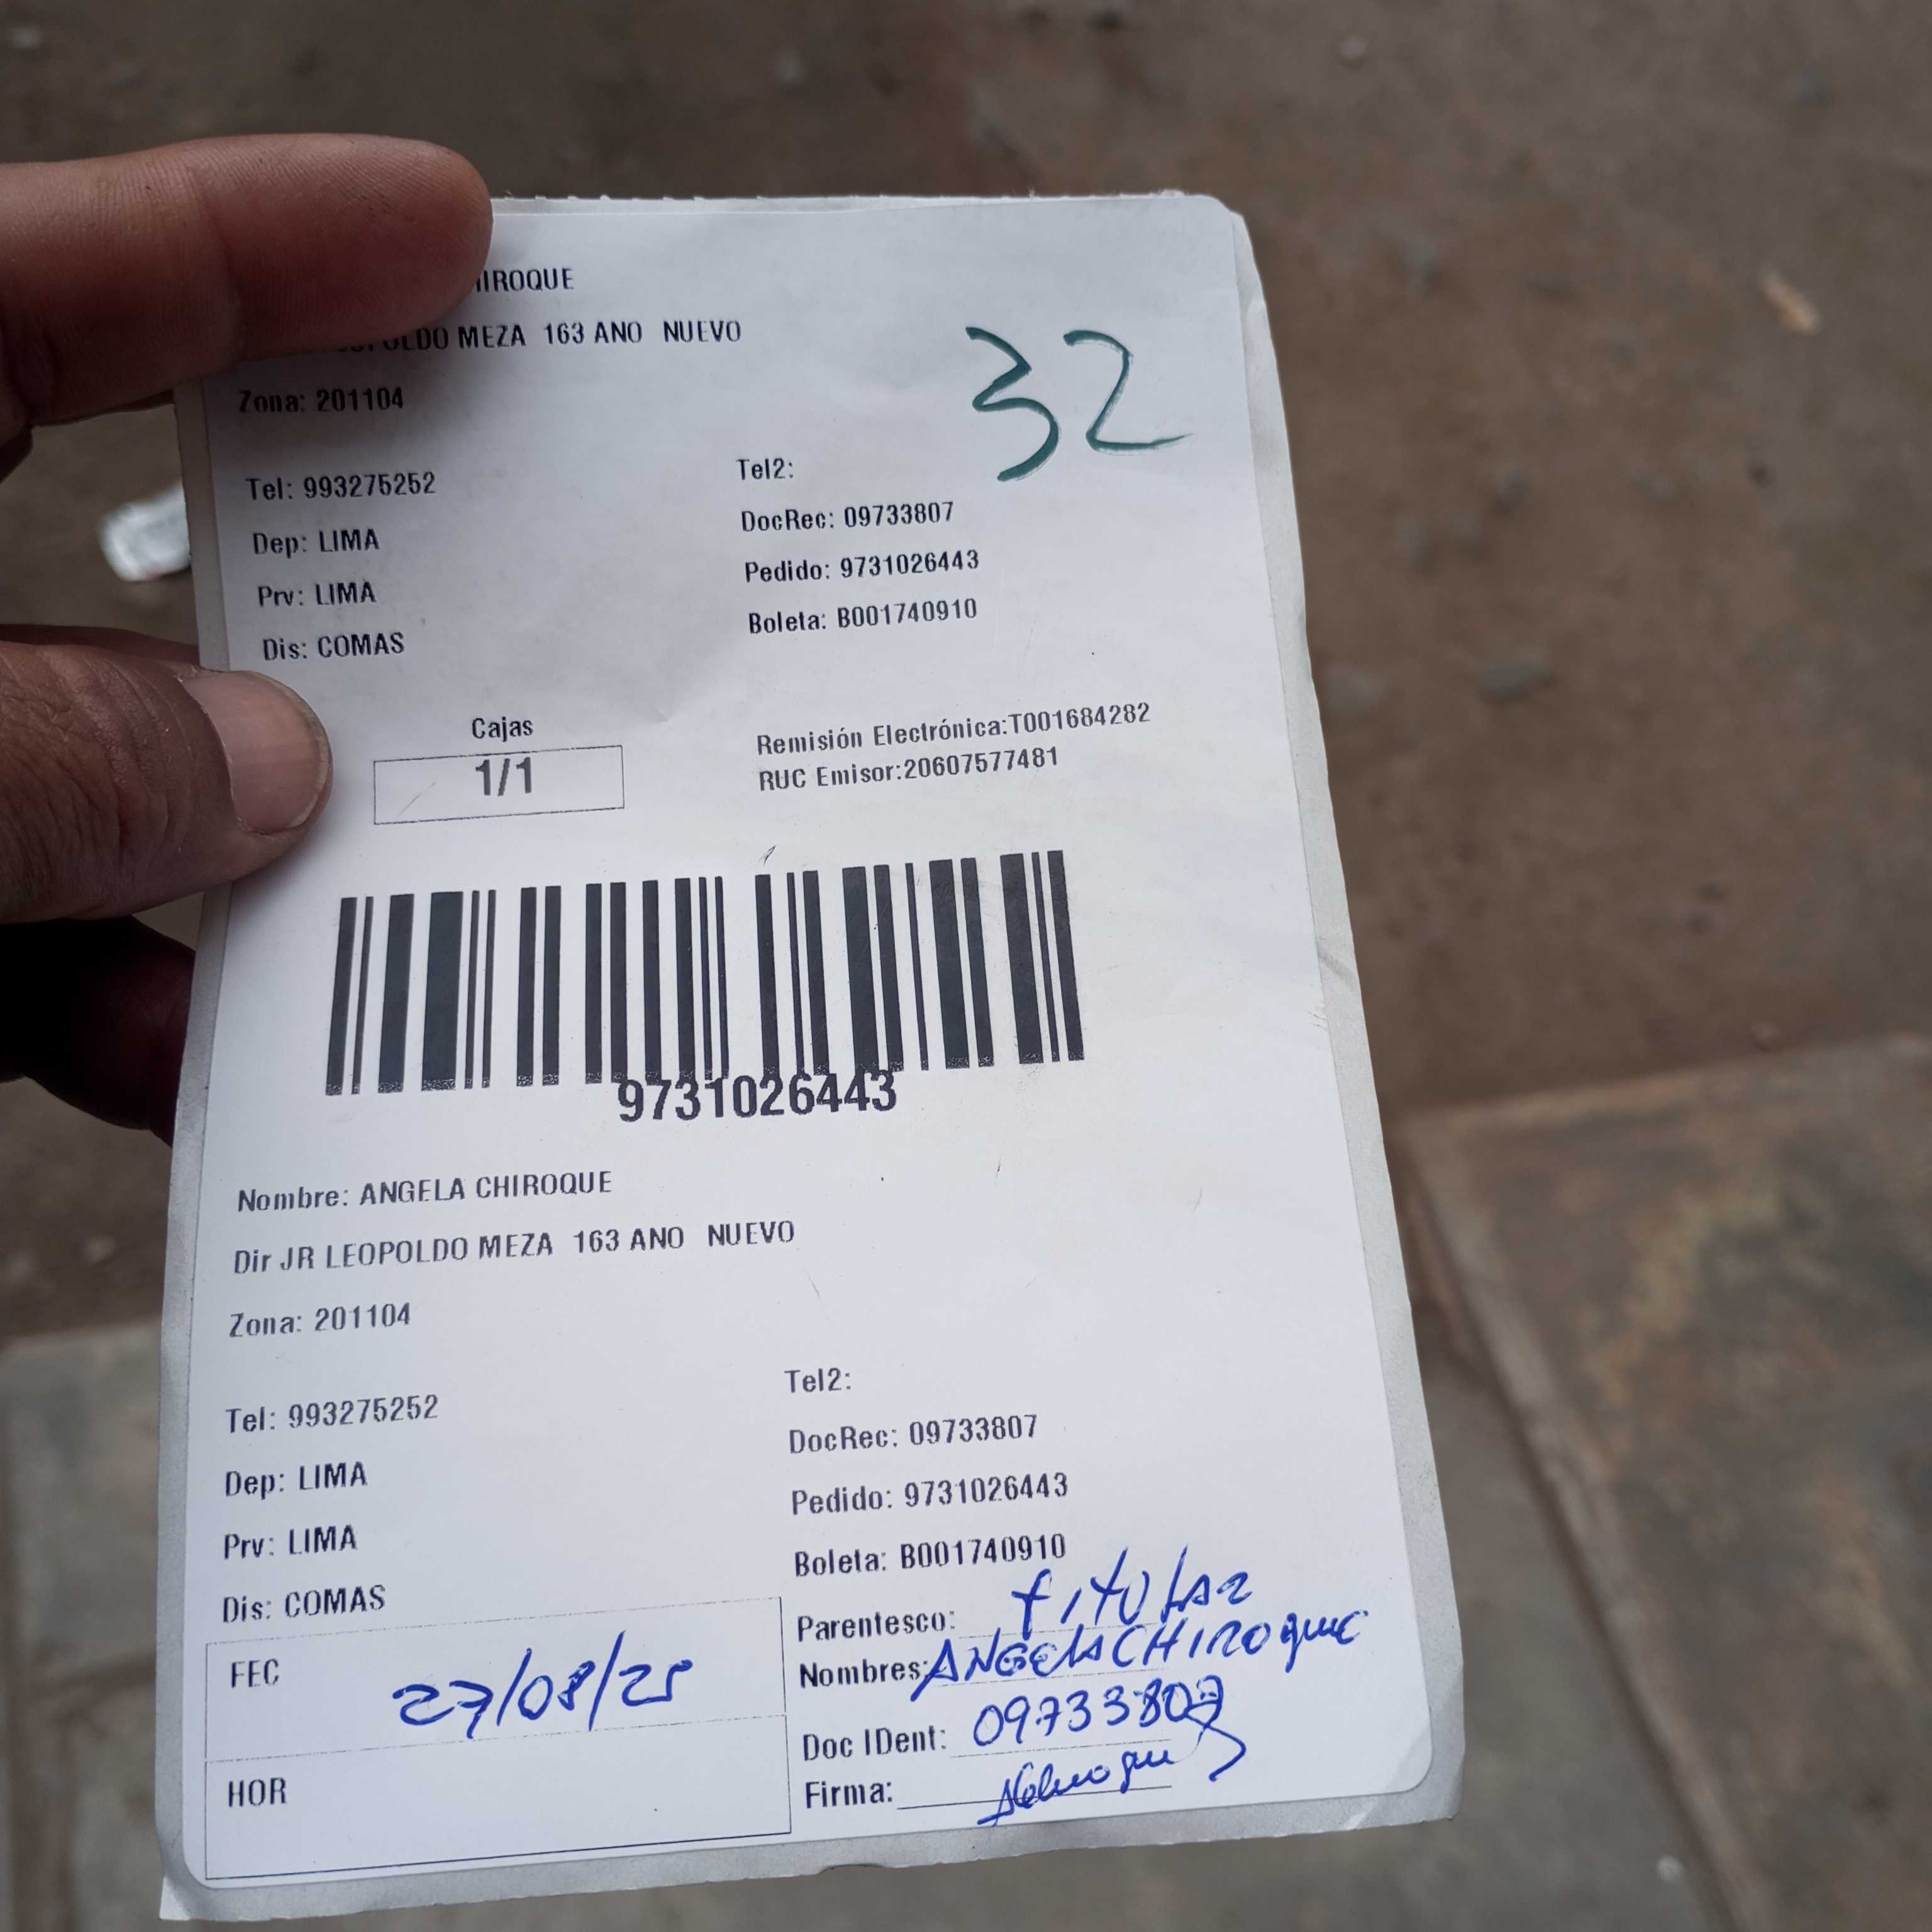 HIROQUE
LDO MEZA 163 ANO NUEVO
32
Zona: 201104
Tel: 993275252
Tel2:
Dep: LIMA
DocRec: 09733807
Prv: LIMA
Pedido: 9731026443
Dis: COMAS
Boleta: B001740910
Cajas
1/1
Remisión Electrónica:T001684282
RUC Emisor:20607577481
9731026443
Nombre: ANGELA CHIROQUE
Dir JR LEOPOLDO MEZA 163 ANO NUEVO
Zona: 201104
Tel: 993275252
Tel2:
Dep: LIMA
DocRec: 09733807
Prv: LIMA
Pedido: 9731026443
Dis: COMAS
Boleta: B001740910
FEC 27/08/25
HOR
Parentesco: TITULAR
Nombres: ANGELA CHIROQUE
Doc IDent: 09733807
Firma: